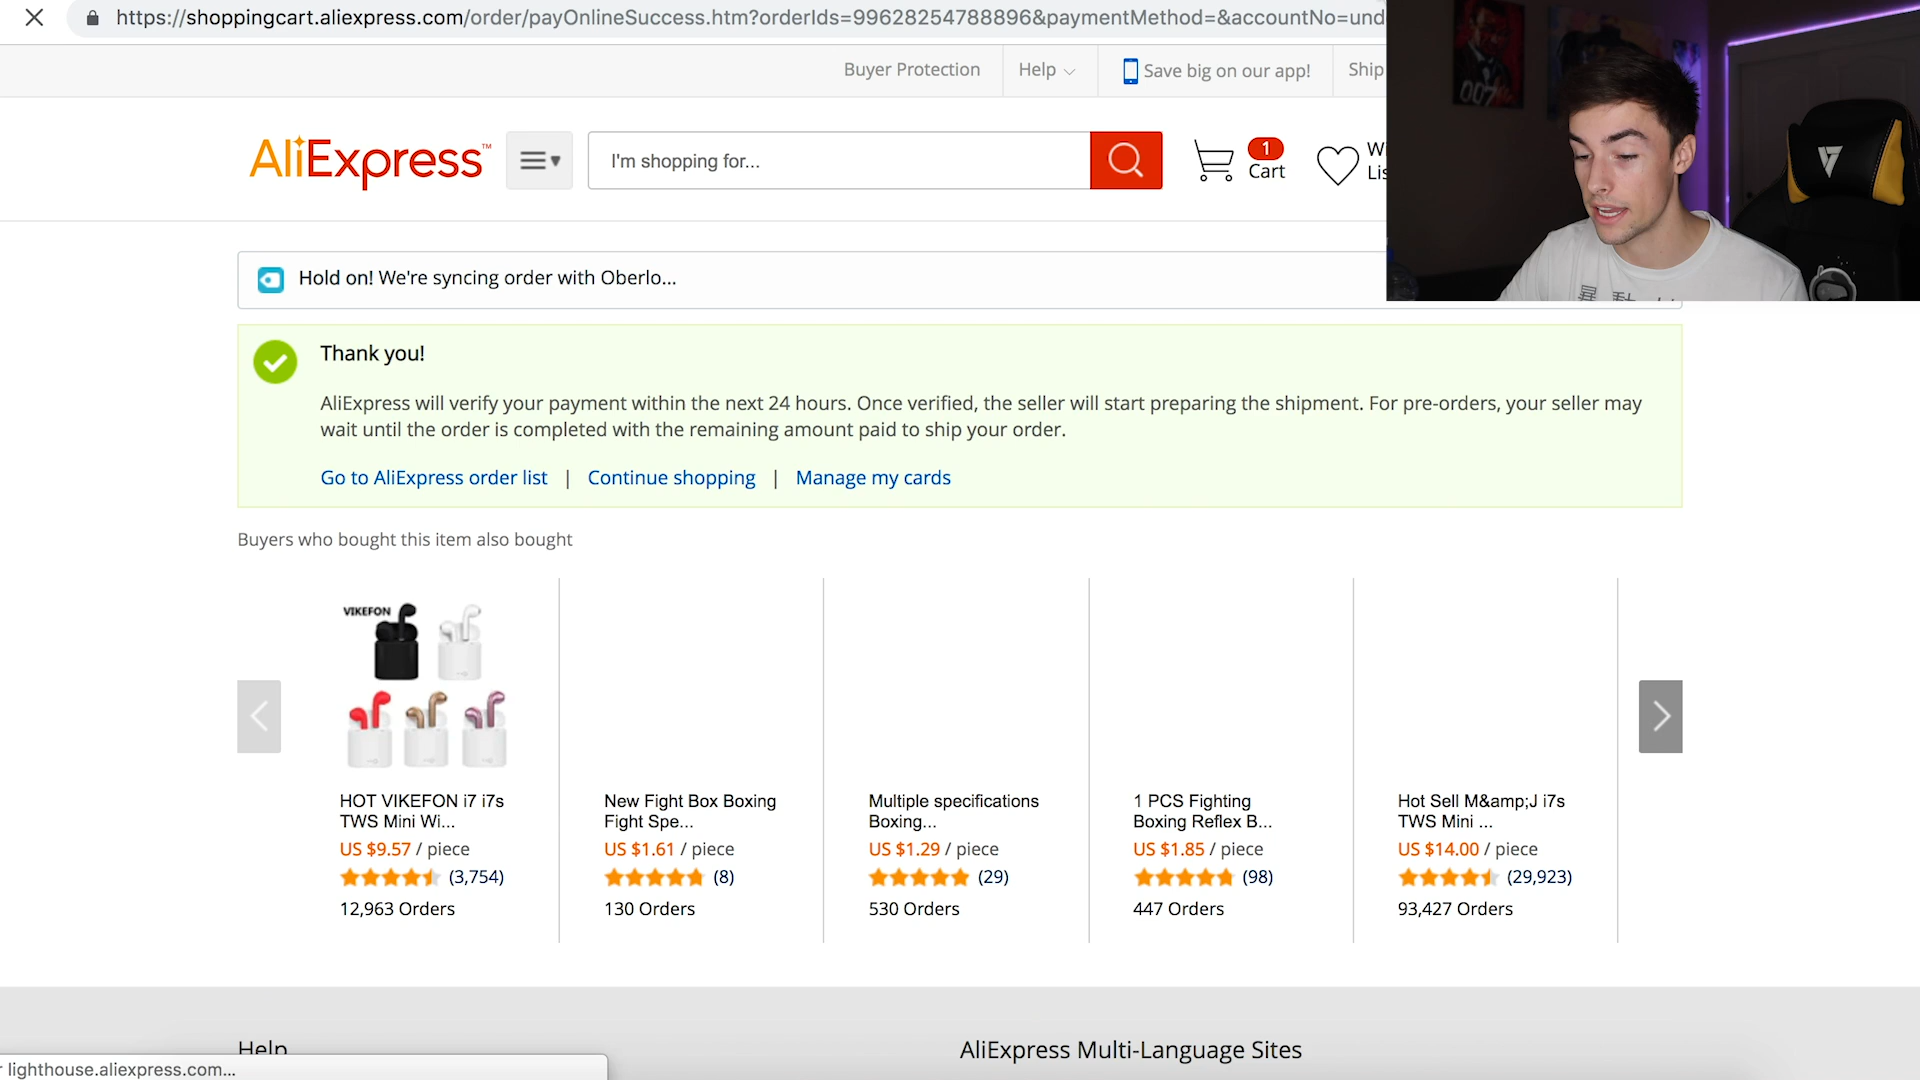 https://shoppingcart.aliexpress.com/order/payOnlineSuccess.htm?orderIds=99628254788896&paymentMethod=&accountNo=und
Buyer Protection
Help
Save big on our app!
Ship
AliExpress™
I'm shopping for...
1
Cart
Wi
Lis
007
Hold on! We're syncing order with Oberlo...
Thank you!
AliExpress will verify your payment within the next 24 hours. Once verified, the seller will start preparing the shipment. For pre-orders, your seller may
wait until the order is completed with the remaining amount paid to ship your order.
Go to AliExpress order list | Continue shopping | Manage my cards
Buyers who bought this item also bought
VIKEFON
HOT VIKEFON i7 i7s
TWS Mini Wi...
US $9.57 / piece
(3,754)
12,963 Orders
New Fight Box Boxing
Fight Spe...
US $1.61 / piece
(8)
130 Orders
Multiple specifications
Boxing...
US $1.29 / piece
(29)
530 Orders
1 PCS Fighting
Boxing Reflex B...
US $1.85 / piece
(98)
447 Orders
Hot Sell M&amp;J i7s
TWS Mini ...
US $14.00 / piece
(29,923)
93,427 Orders
Help
AliExpress Multi-Language Sites
lighthouse.aliexpress.com...